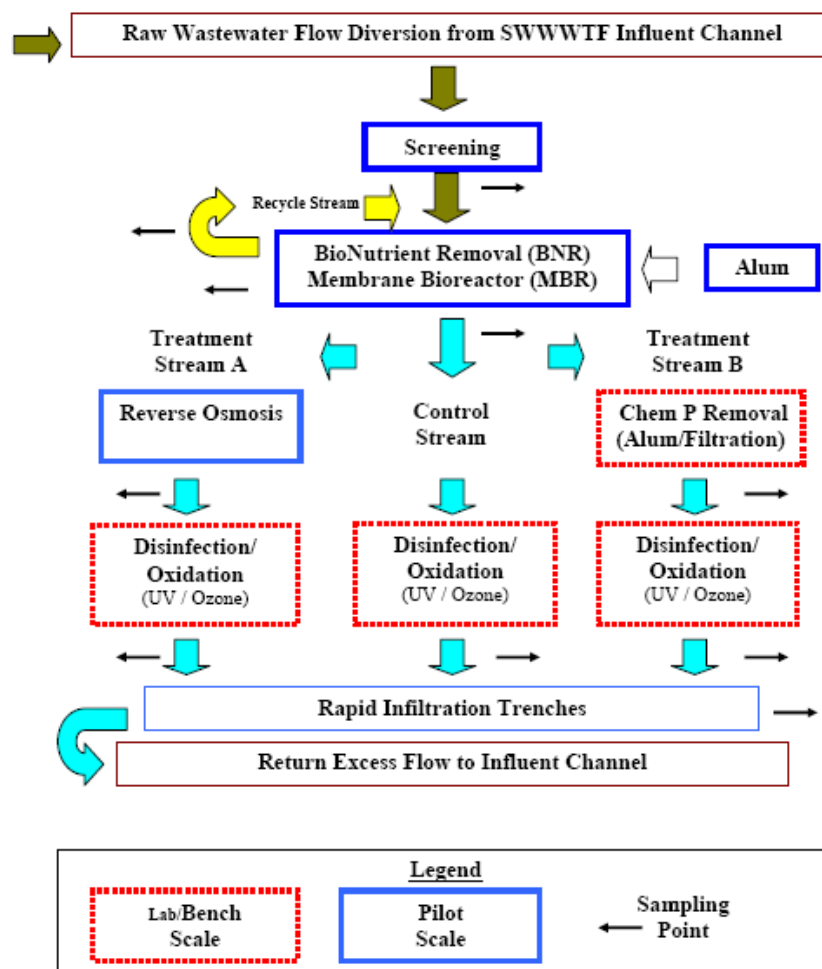 Raw Wastewater Flow Diversion from SWWWTF Influent Channel
Screening
Recycle Stream
BioNutrient Removal (BNR)
Membrane Bioreactor (MBR)
Alum
Treatment
Stream A
Treatment
Stream B
Reverse Osmosis
Control
Stream
Chem P Removal
(Alum/Filtration)
Disinfection/
Oxidation
(UV / Ozone)
Disinfection/
Oxidation
(UV / Ozone)
Disinfection/
Oxidation
(UV / Ozone)
Rapid Infiltration Trenches
Return Excess Flow to Influent Channel
Legend
Lab/Bench
Scale
Pilot
Scale
Sampling
Point